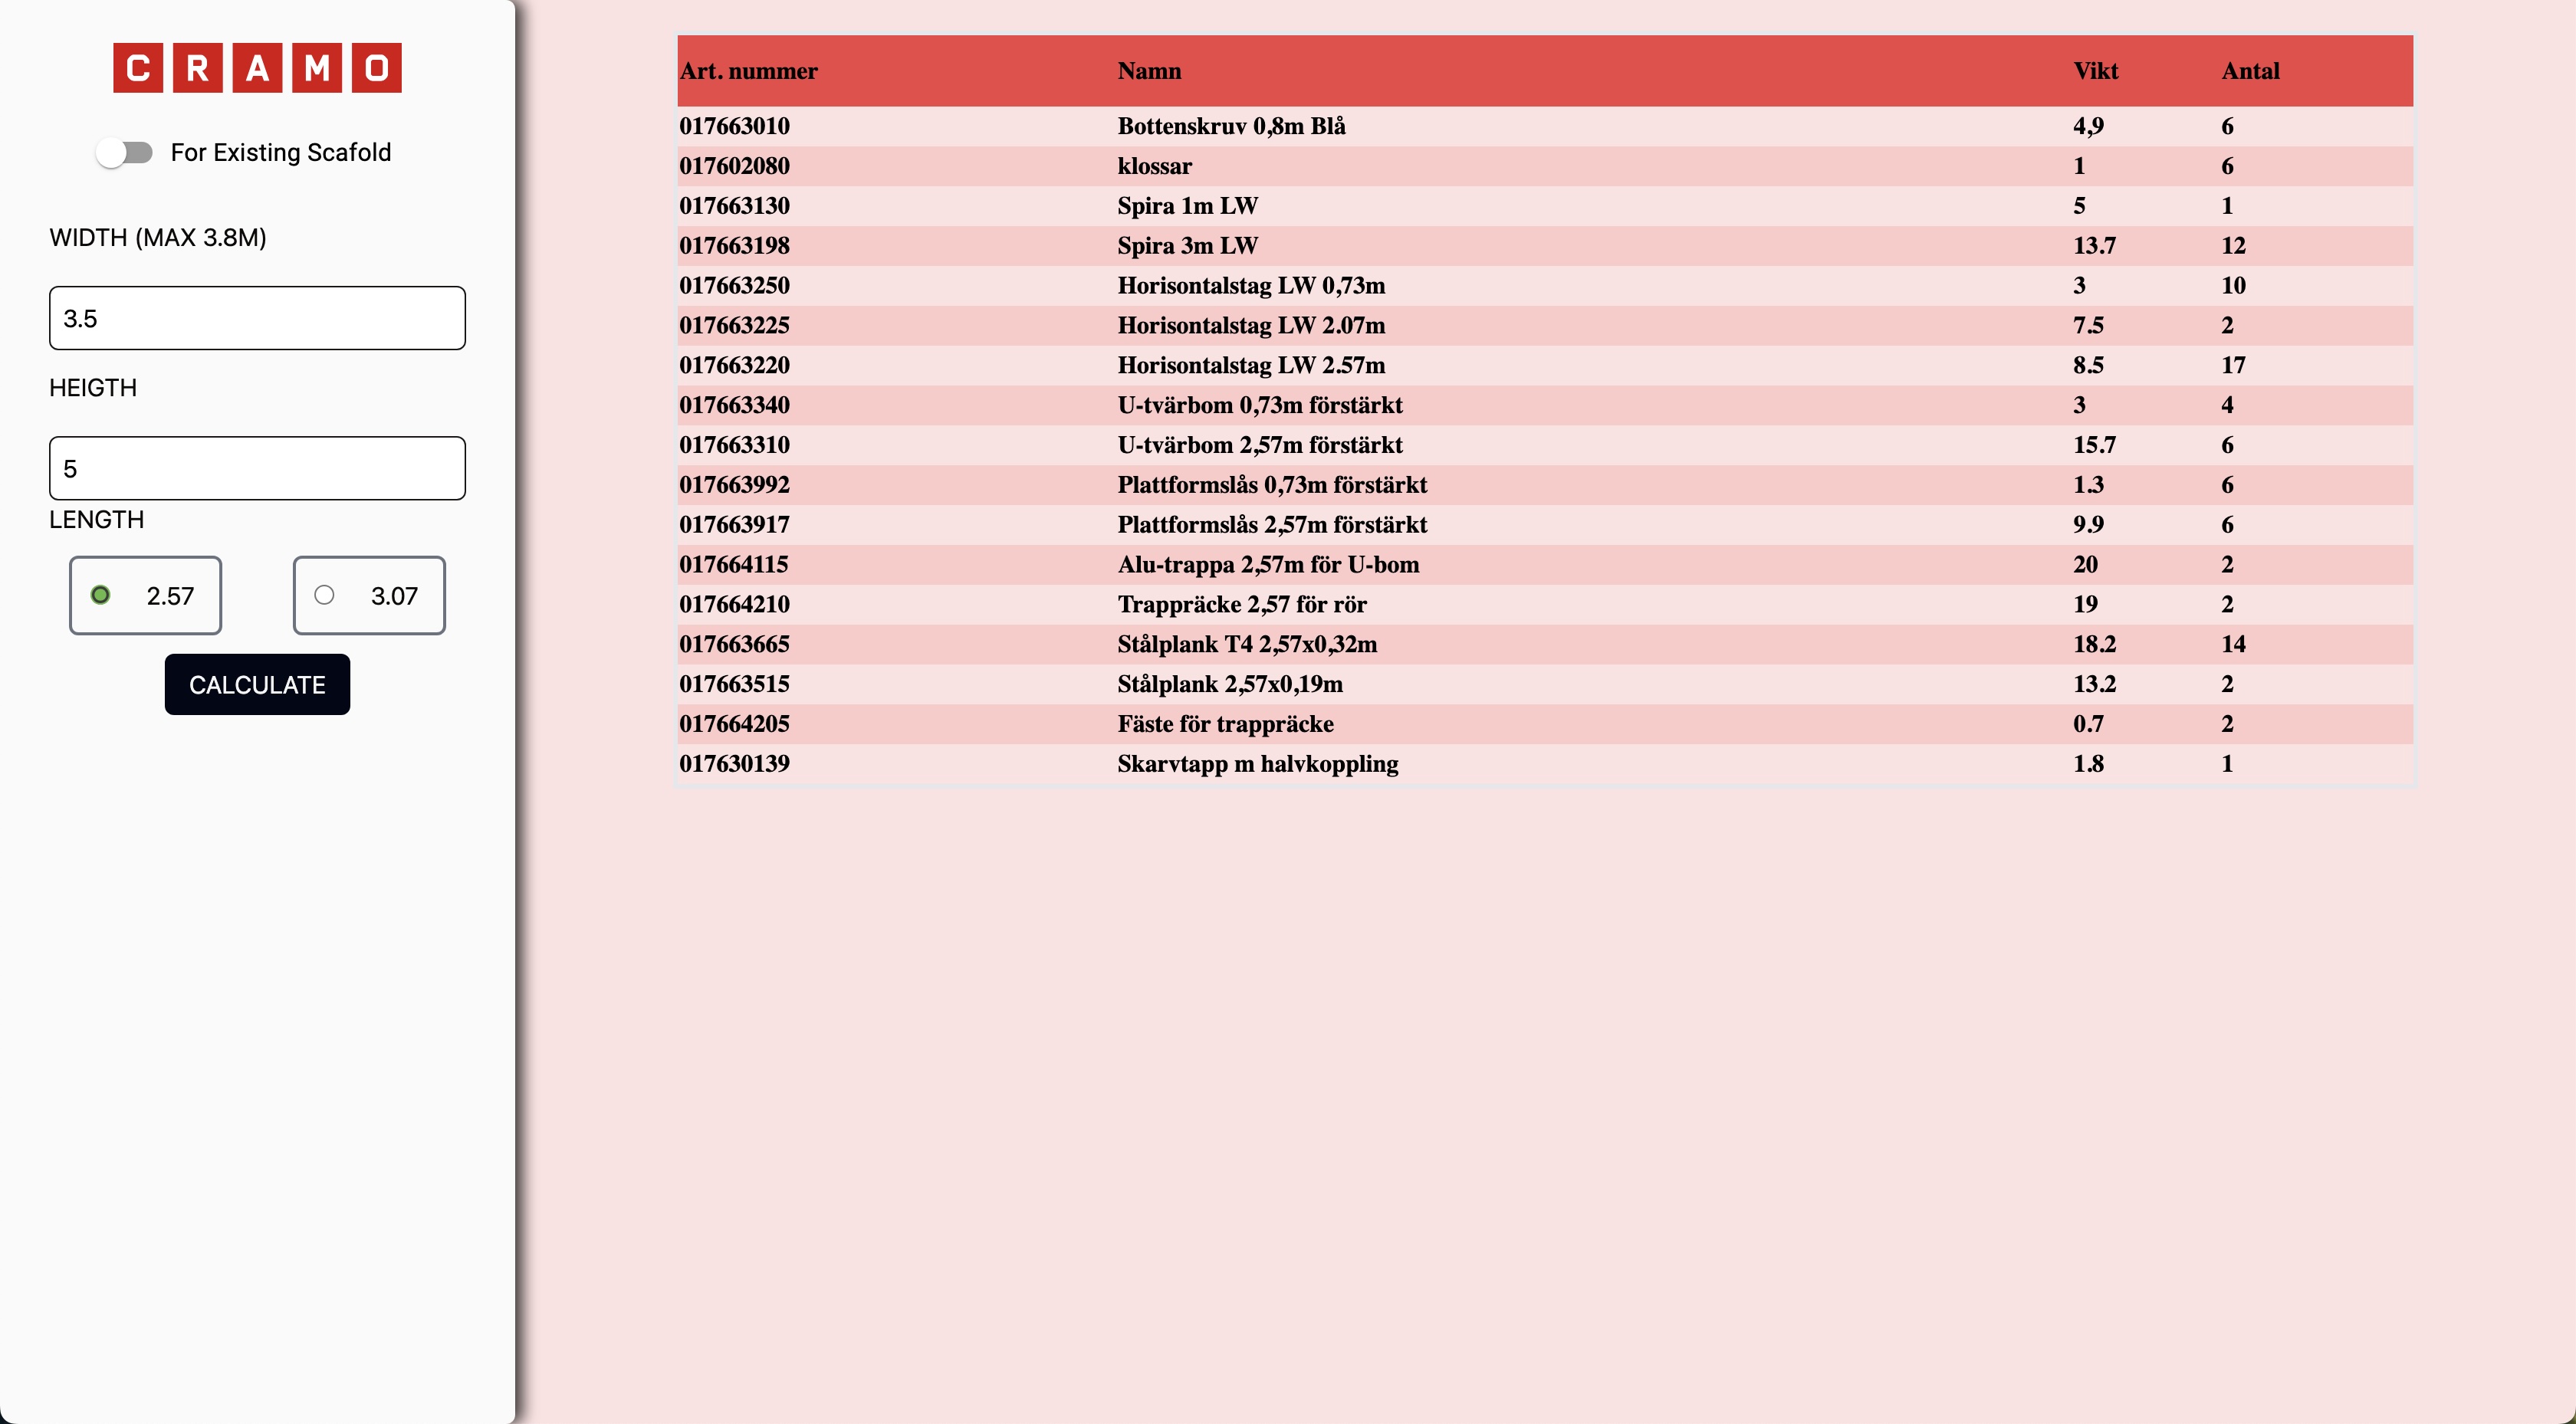 CRAMO
For Existing Scafold
WIDTH (MAX 3.8M)
3.5
HEIGTH
5
LENGTH
2.57 3.07
CALCULATE
Art. nummer Namn Vikt Antal
017663010 Bottenskruv 0,8m Blå 4,9 6
017602080 klossar 1 6
017663130 Spira 1m LW 5 1
017663198 Spira 3m LW 13.7 12
017663250 Horisontalstag LW 0,73m 3 10
017663225 Horisontalstag LW 2.07m 7.5 2
017663220 Horisontalstag LW 2.57m 8.5 17
017663340 U-tvärbom 0,73m förstärkt 3 4
017663310 U-tvärbom 2,57m förstärkt 15.7 6
017663992 Plattformslås 0,73m förstärkt 1.3 6
017663917 Plattformslås 2,57m förstärkt 9.9 6
017664115 Alu-trappa 2,57m för U-bom 20 2
017664210 Trappräcke 2,57 för rör 19 2
017663665 Stålplank T4 2,57x0,32m 18.2 14
017663515 Stålplank 2,57x0,19m 13.2 2
017664205 Fäste för trappräcke 0.7 2
017630139 Skarvtapp m halvkoppling 1.8 1